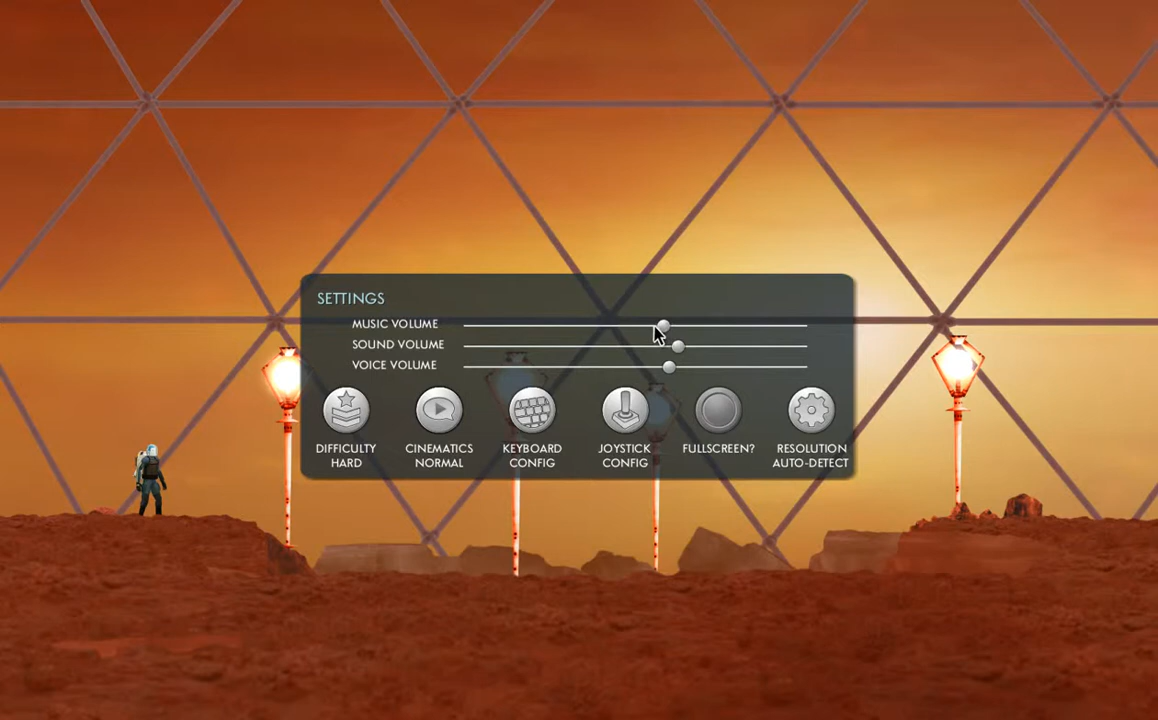 SETTINGS
MUSIC VOLUME
SOUND VOLUME
VOICE VOLUME
DIFFICULTY HARD
CINEMATICS NORMAL
KEYBOARD CONFIG
JOYSTICK CONFIG
FULLSCREEN?
RESOLUTION AUTO-DETECT